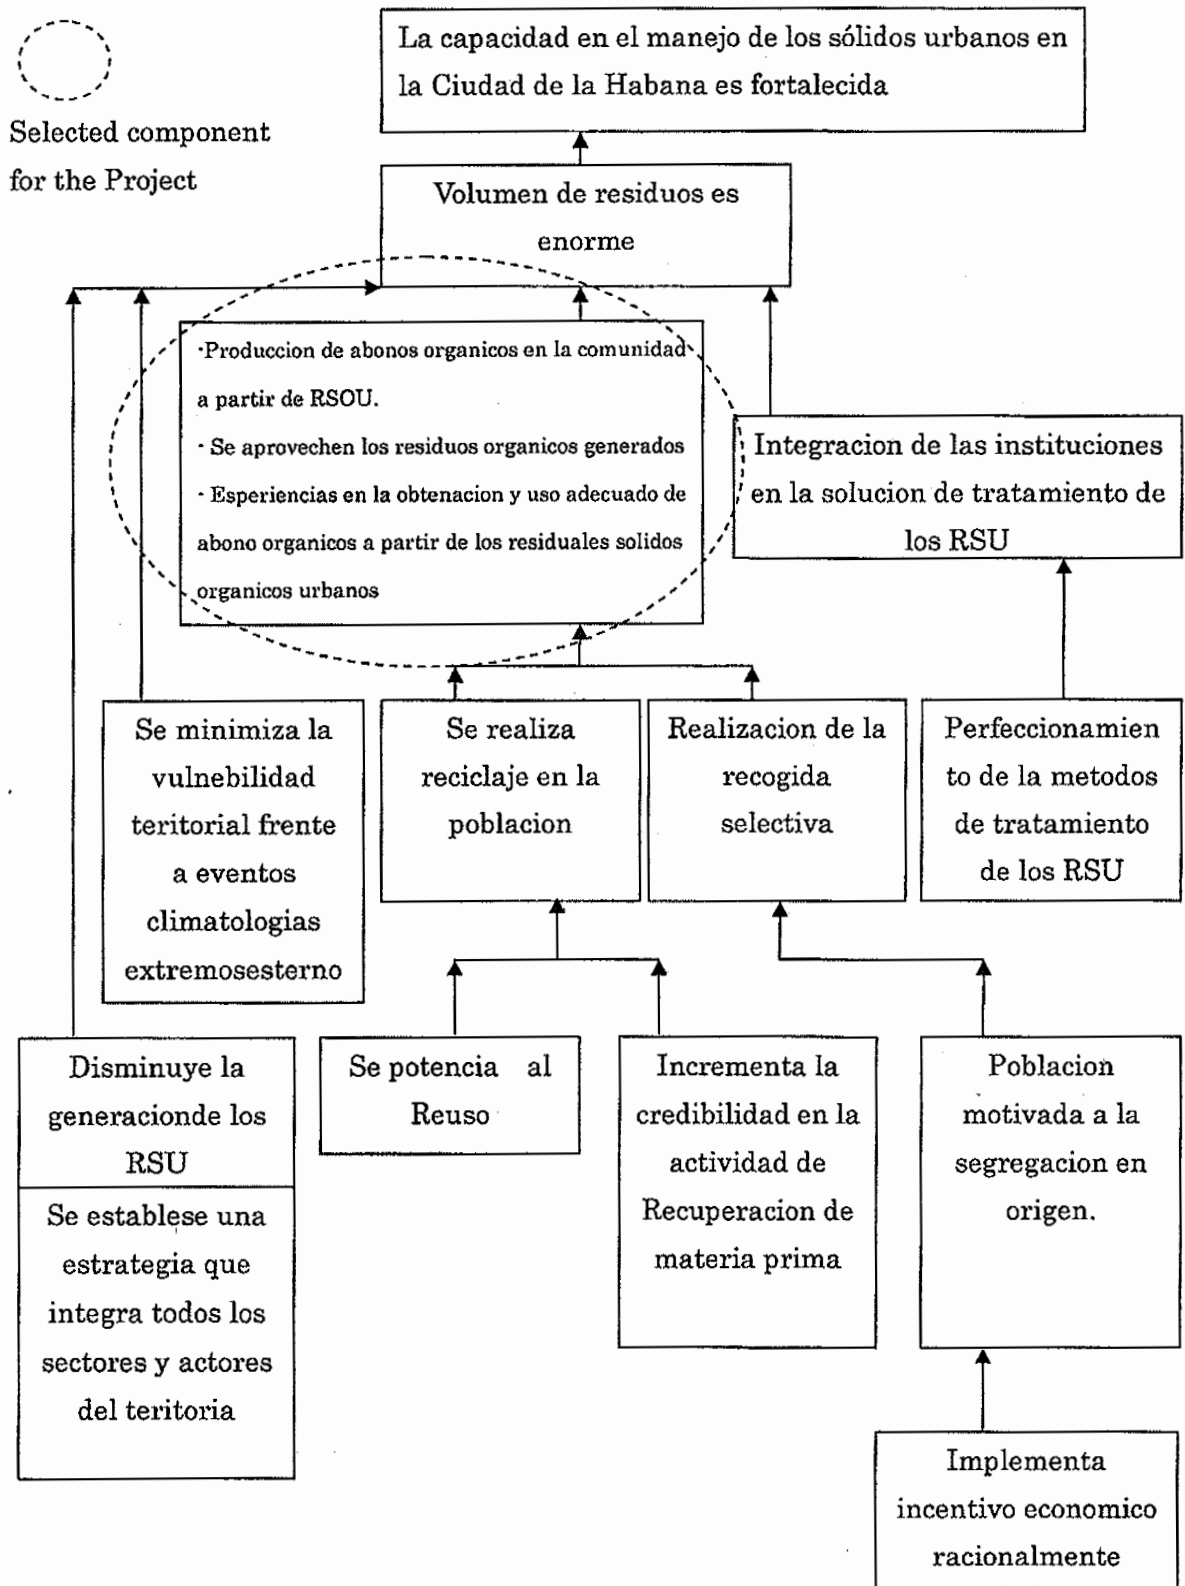 La capacidad en el manejo de los sólidos urbanos en
la Ciudad de la Habana es fortalecida
Selected component
for the Project
Volumen de residuos es
enorme
·Produccion de abonos organicos en la comunidad
a partir de RSOU.
· Se aprovechen los residuos organicos generados
· Esperiencias en la obtenacion y uso adecuado de
abono organicos a partir de los residuales solidos
organicos urbanos
Integracion de las instituciones
en la solucion de tratamiento de
los RSU
Se minimiza la
vulnebilidad
teritorial frente
a eventos
climatologias
extremosesterno
Se realiza
reciclaje en la
poblacion
Realizacion de la
recogida
selectiva
Perfeccionamien
to de la metodos
de tratamiento
de los RSU
Disminuye la
generacionde los
RSU
Se establese una
estrategia que
integra todos los
sectores y actores
del teritoria
Se potencia al
Reuso
Incrementa la
credibilidad en la
actividad de
Recuperacion de
materia prima
Poblacion
motivada a la
segregacion en
origen.
Implementa
incentivo economico
racionalmente